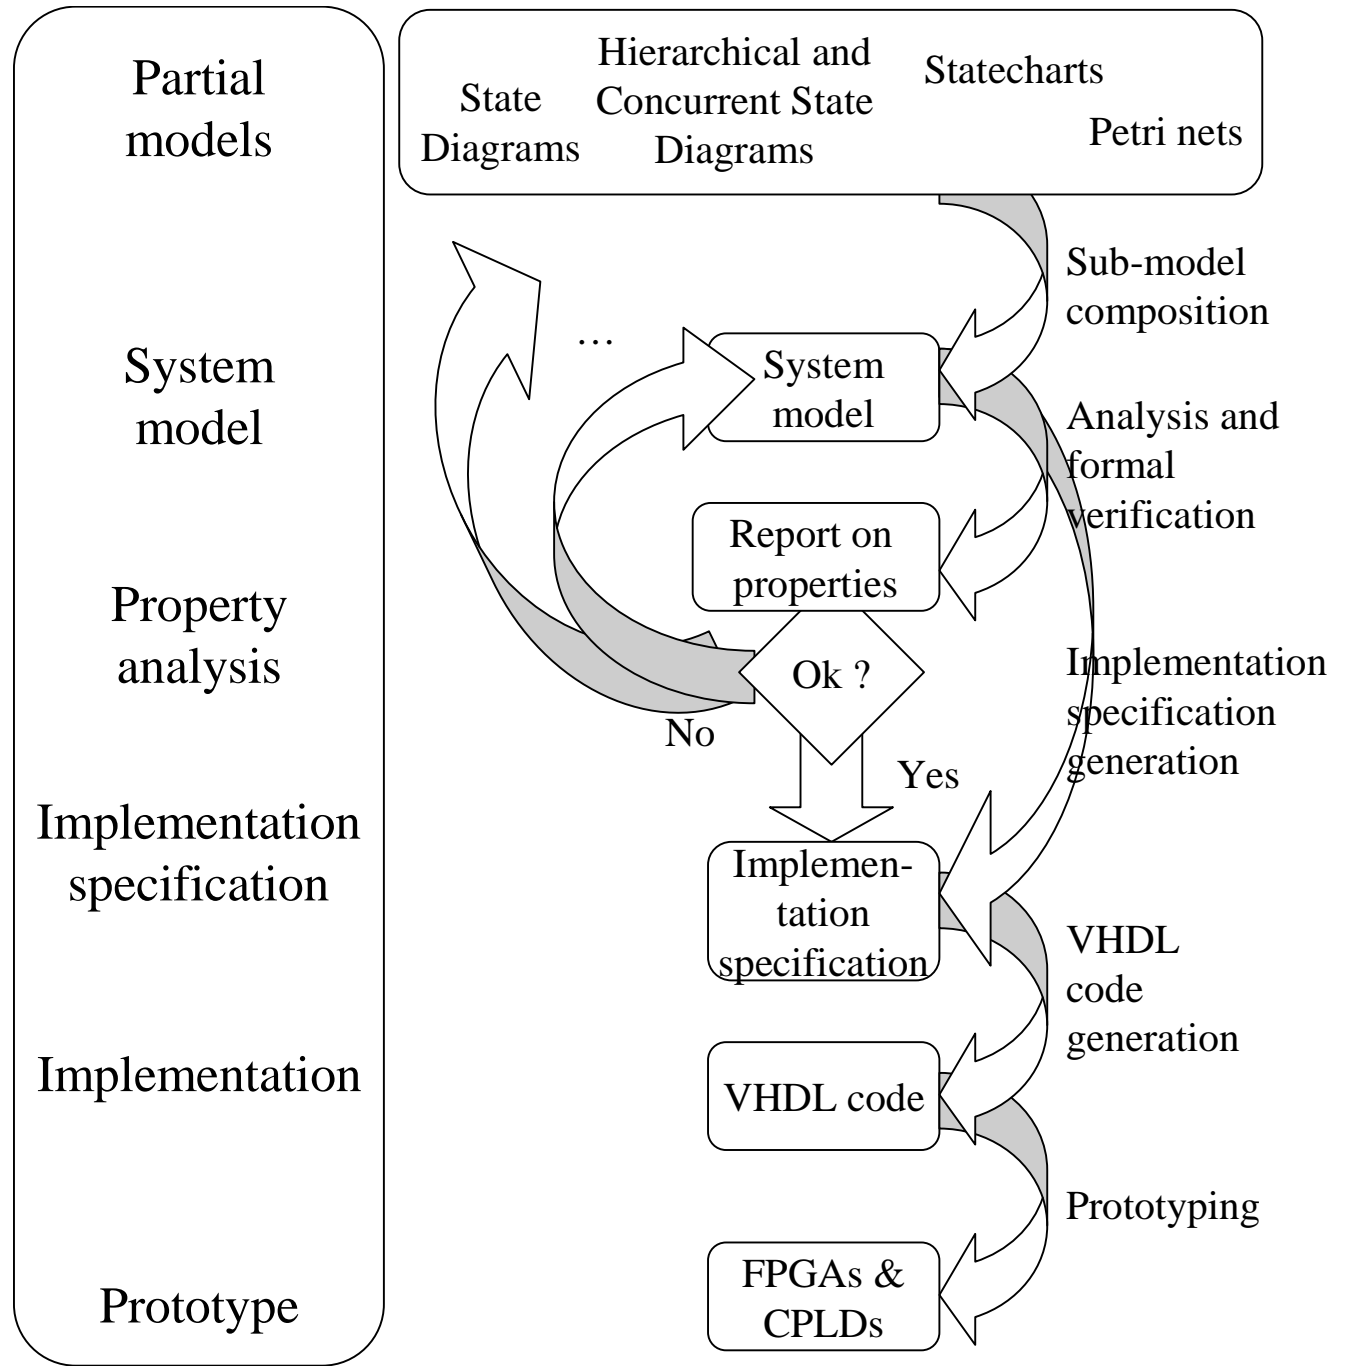 Partial
models
System
model
Property
analysis
Implementation
specification
Implementation
Prototype
State
Diagrams
Hierarchical and
Concurrent State
Diagrams
Statecharts
Petri nets
Sub-model
composition
…
System
model
Analysis and
formal
verification
Report on
properties
Ok ?
No
Yes
Implementation
specification
generation
Implemen-
tation
specification
VHDL
code
generation
VHDL code
Prototyping
FPGAs &
CPLDs